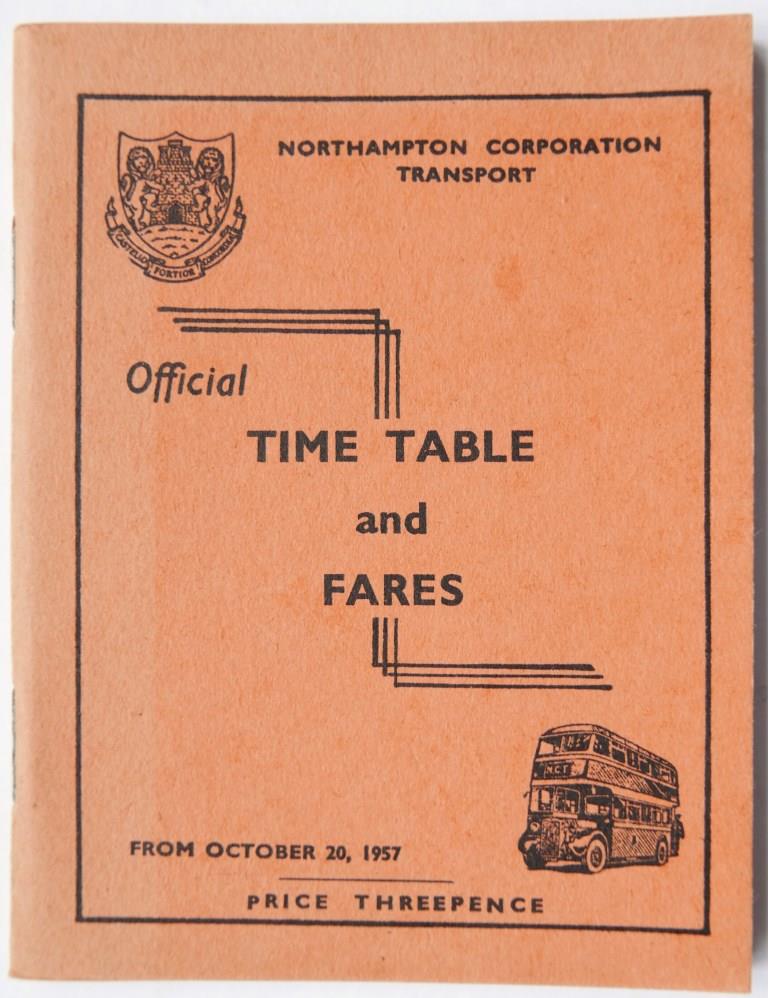 NORTHAMPTON CORPORATION
TRANSPORT
CASTELLO FORTIOR CONCORDIA
Official
TIME TABLE
and
FARES
N.C.T
FROM OCTOBER 20, 1957
PRICE THREEPENCE